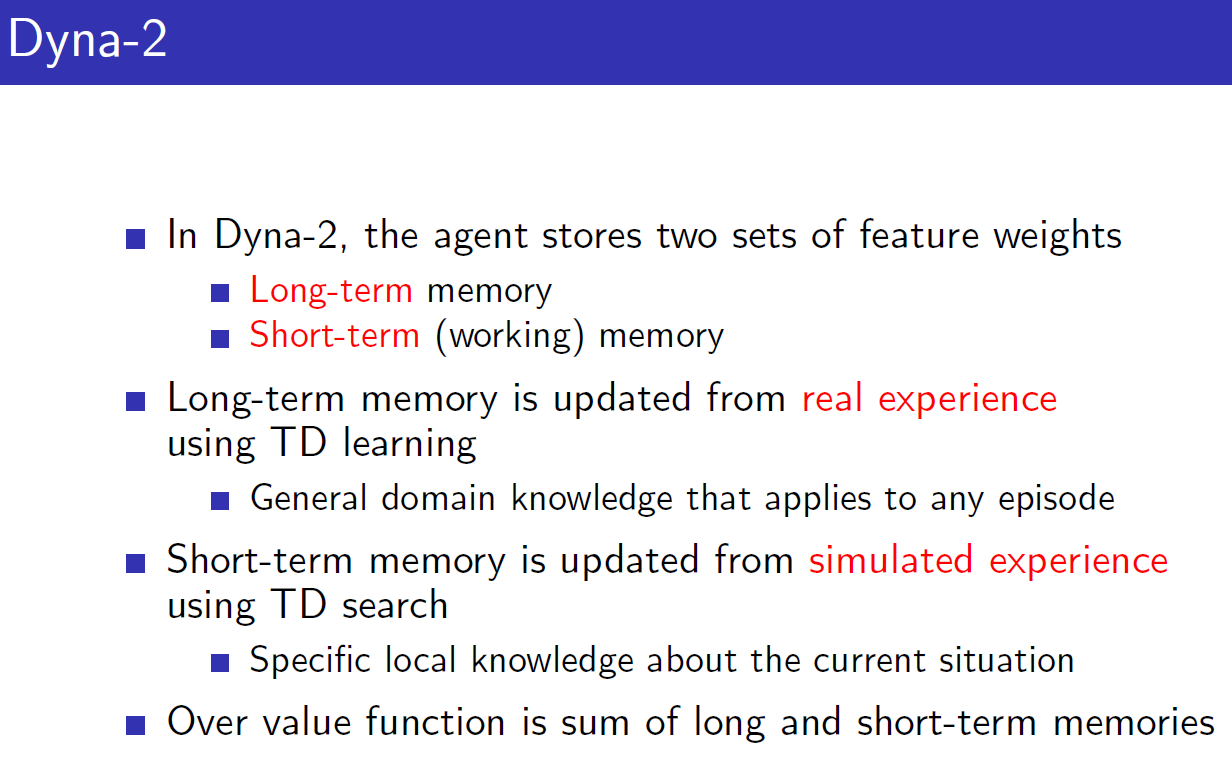 Dyna-2
In Dyna-2, the agent stores two sets of feature weights
Long-term memory
Short-term (working) memory
Long-term memory is updated from real experience
using TD learning
General domain knowledge that applies to any episode
Short-term memory is updated from simulated experience
using TD search
Specific local knowledge about the current situation
Over value function is sum of long and short-term memories